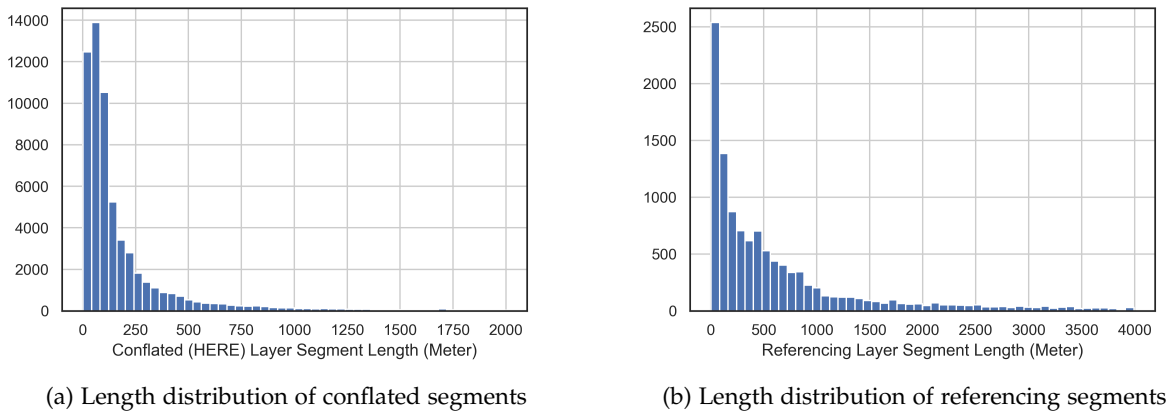 14000
12000
10000
8000
6000
4000
2000
0
0 250 500 750 1000 1250 1500 1750 2000
Conflated (HERE) Layer Segment Length (Meter)
(a) Length distribution of conflated segments
2500
2000
1500
1000
500
0
0 500 1000 1500 2000 2500 3000 3500 4000
Referencing Layer Segment Length (Meter)
(b) Length distribution of referencing segments